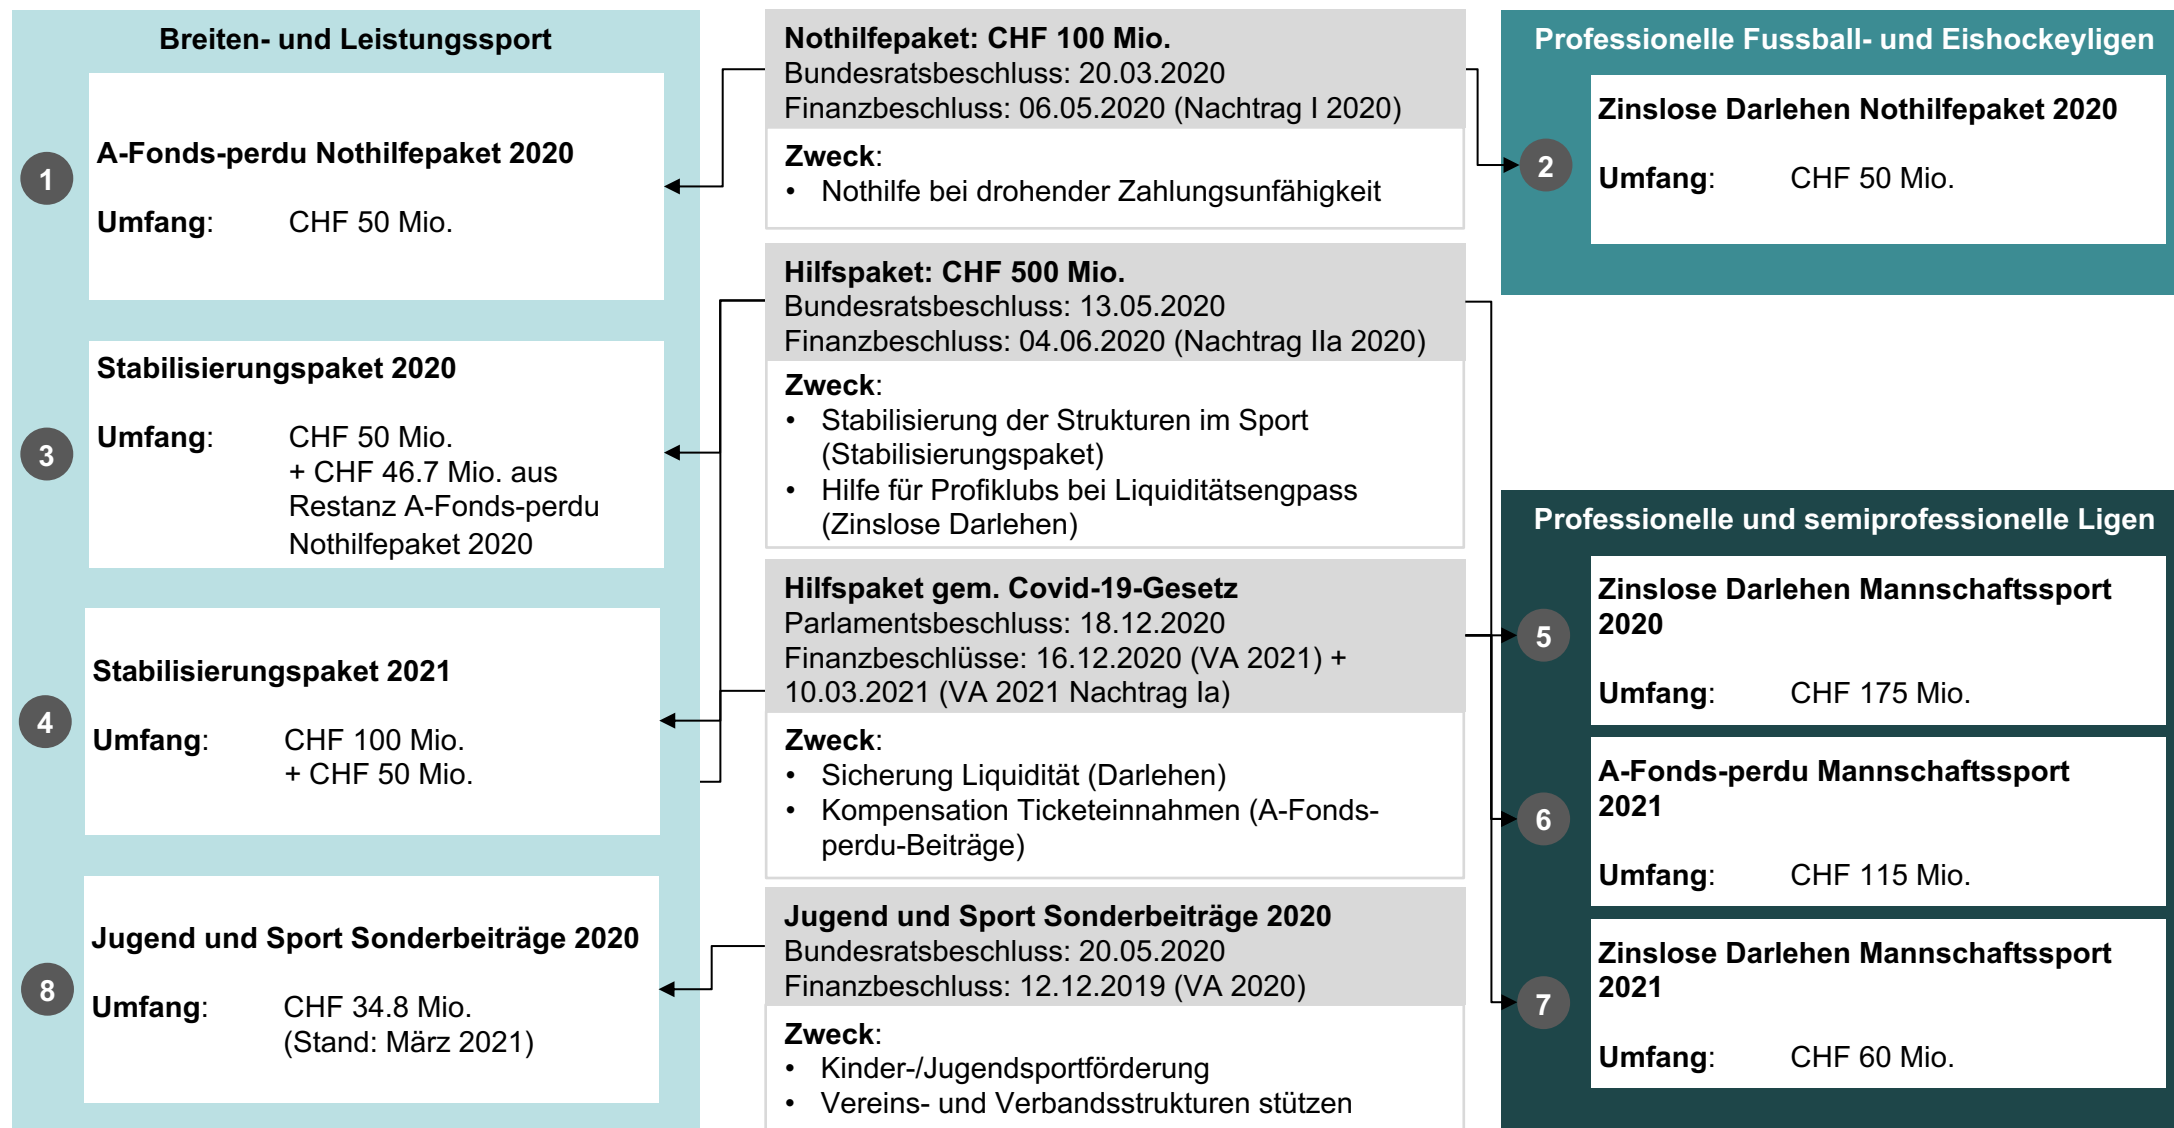 Breiten- und Leistungssport
1
A-Fonds-perdu Nothilfepaket 2020
Umfang: CHF 50 Mio.
3
Stabilisierungspaket 2020
Umfang: CHF 50 Mio.
+ CHF 46.7 Mio. aus
Restanz A-Fonds-perdu
Nothilfepaket 2020
4
Stabilisierungspaket 2021
Umfang: CHF 100 Mio.
+ CHF 50 Mio.
8
Jugend und Sport Sonderbeiträge 2020
Umfang: CHF 34.8 Mio.
(Stand: März 2021)
Nothilfepaket: CHF 100 Mio.
Bundesratsbeschluss: 20.03.2020
Finanzbeschluss: 06.05.2020 (Nachtrag I 2020)
Zweck:
• Nothilfe bei drohender Zahlungsunfähigkeit
Hilfspaket: CHF 500 Mio.
Bundesratsbeschluss: 13.05.2020
Finanzbeschluss: 04.06.2020 (Nachtrag IIa 2020)
Zweck:
• Stabilisierung der Strukturen im Sport
(Stabilisierungspaket)
• Hilfe für Profiklubs bei Liquiditätsengpass
(Zinslose Darlehen)
Hilfspaket gem. Covid-19-Gesetz
Parlamentsbeschluss: 18.12.2020
Finanzbeschlüsse: 16.12.2020 (VA 2021) +
10.03.2021 (VA 2021 Nachtrag Ia)
Zweck:
• Sicherung Liquidität (Darlehen)
• Kompensation Ticketeinnahmen (A-Fonds-
perdu-Beiträge)
Jugend und Sport Sonderbeiträge 2020
Bundesratsbeschluss: 20.05.2020
Finanzbeschluss: 12.12.2019 (VA 2020)
Zweck:
• Kinder-/Jugendsportförderung
• Vereins- und Verbandsstrukturen stützen
Professionelle Fussball- und Eishockeyligen
2
Zinslose Darlehen Nothilfepaket 2020
Umfang: CHF 50 Mio.
Professionelle und semiprofessionelle Ligen
5
Zinslose Darlehen Mannschaftssport
2020
Umfang: CHF 175 Mio.
6
A-Fonds-perdu Mannschaftssport
2021
Umfang: CHF 115 Mio.
7
Zinslose Darlehen Mannschaftssport
2021
Umfang: CHF 60 Mio.